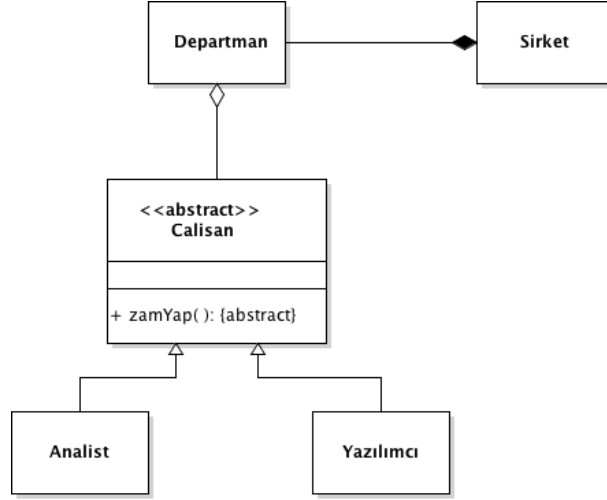 Departman
Sirket
<<abstract>>
Calisan
+ zamYap( ): {abstract}
Analist
Yazılımcı